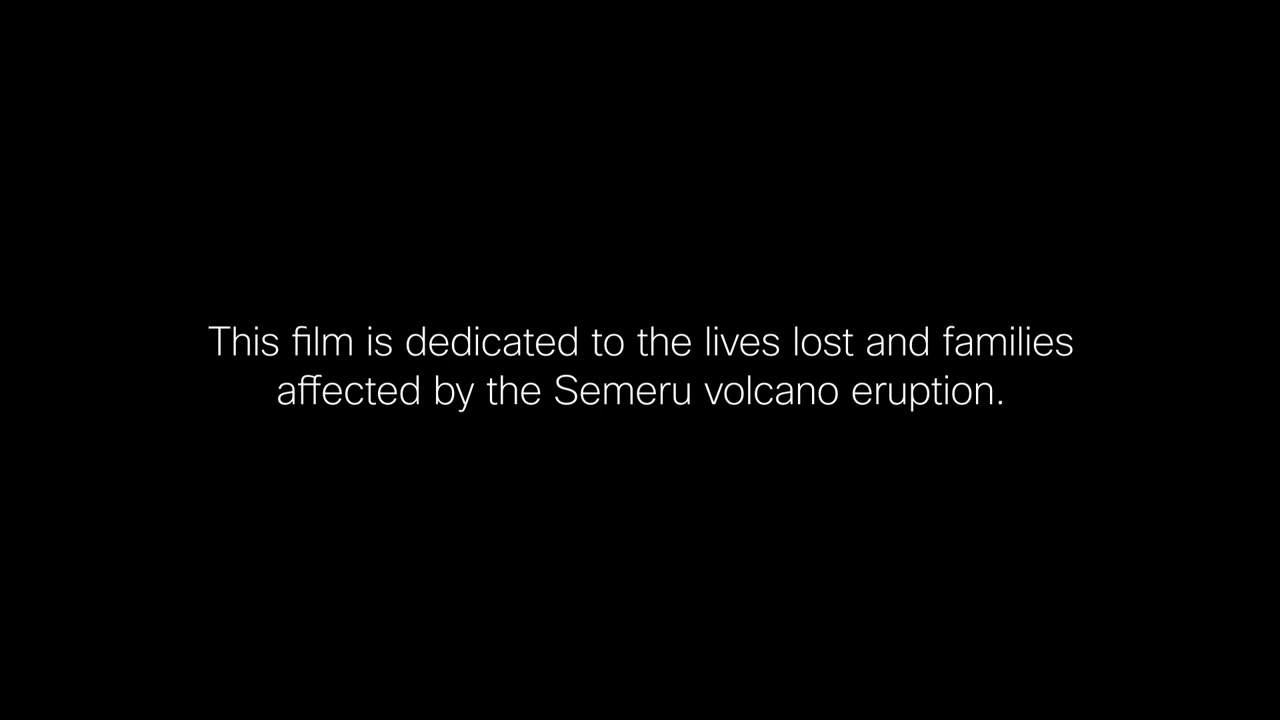 This film is dedicated to the lives lost and families
affected by the Semeru volcano eruption.